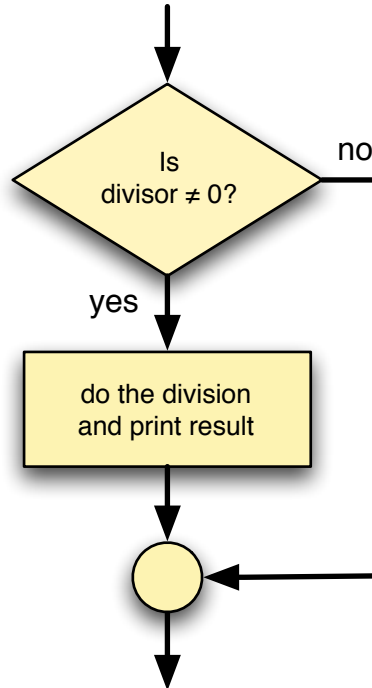 Is
divisor ≠ 0?
no
yes
do the division
and print result